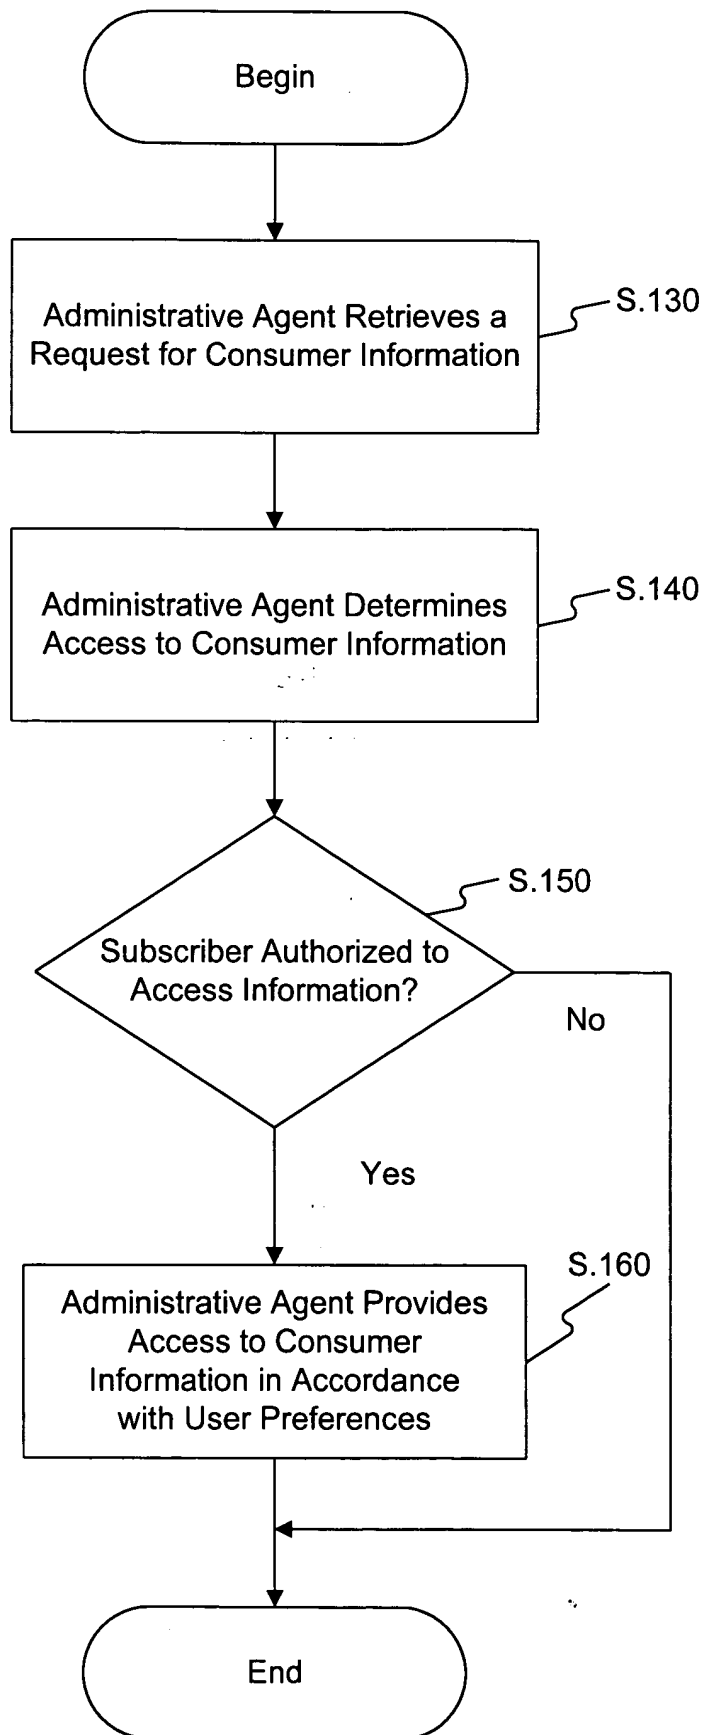 Begin
Administrative Agent Retrieves a
Request for Consumer Information
S.130
Administrative Agent Determines
Access to Consumer Information
S.140
Subscriber Authorized to
Access Information?
S.150
No
Yes
Administrative Agent Provides
Access to Consumer
Information in Accordance
with User Preferences
S.160
End